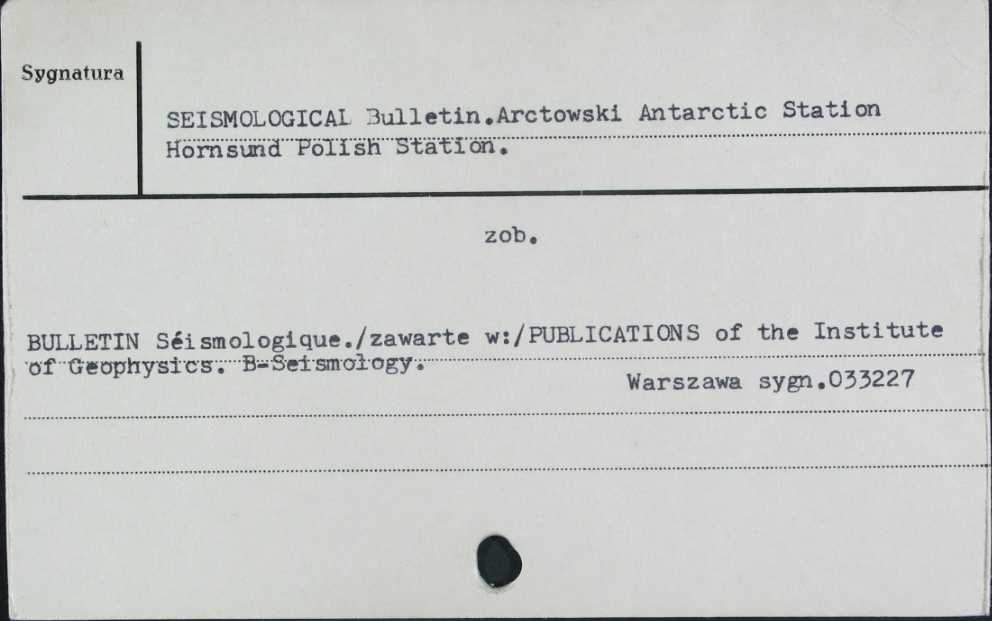 Sygnatura
SEISMOLOGICAL Bulletin.Arctowski Antarctic Station
Hornsund Polish Station.
zob.
BULLETIN Séismologique./zawarte w:/PUBLICATIONS of the Institute
of Geophysics. B-Seismology.
Warszawa sygn.033227